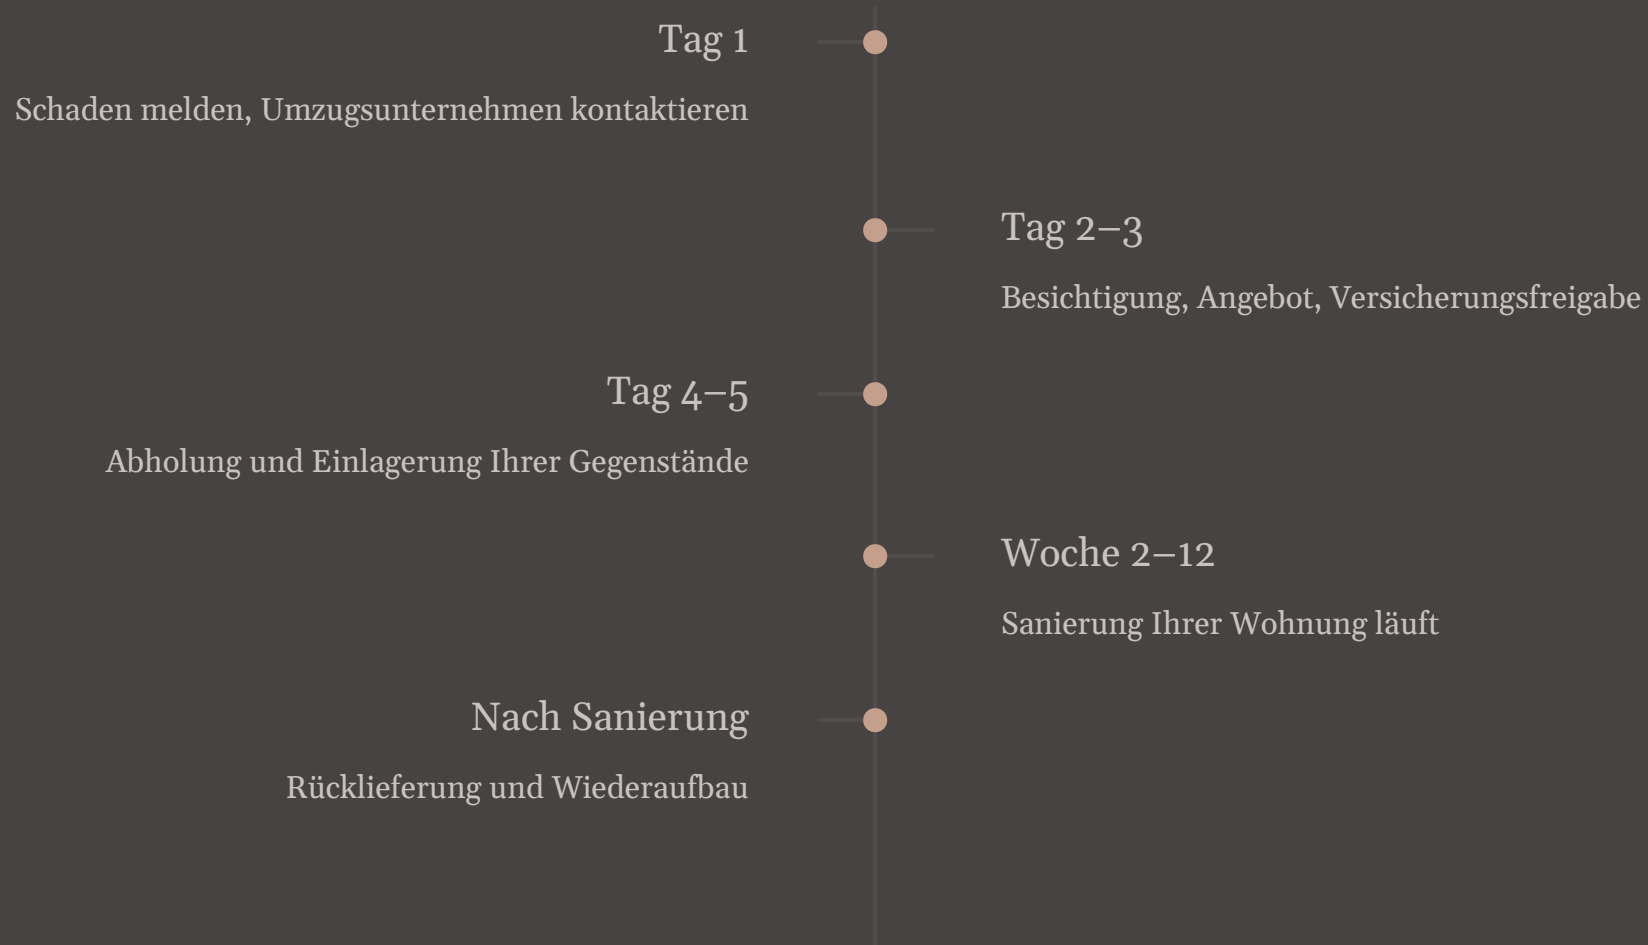 Tag 1
Schaden melden, Umzugsunternehmen kontaktieren
Tag 2–3
Besichtigung, Angebot, Versicherungsfreigabe
Tag 4–5
Abholung und Einlagerung Ihrer Gegenstände
Woche 2–12
Sanierung Ihrer Wohnung läuft
Nach Sanierung
Rücklieferung und Wiederaufbau